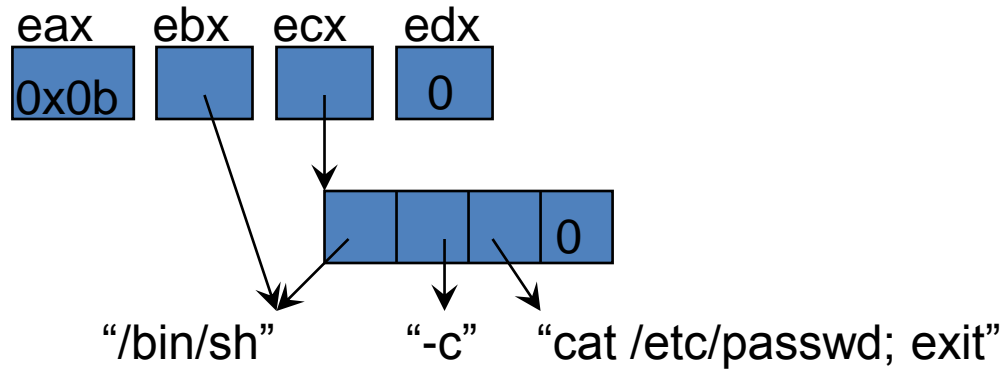 eax ebx ecx edx
0x0b 0
0
“/bin/sh” “-c” “cat /etc/passwd; exit”